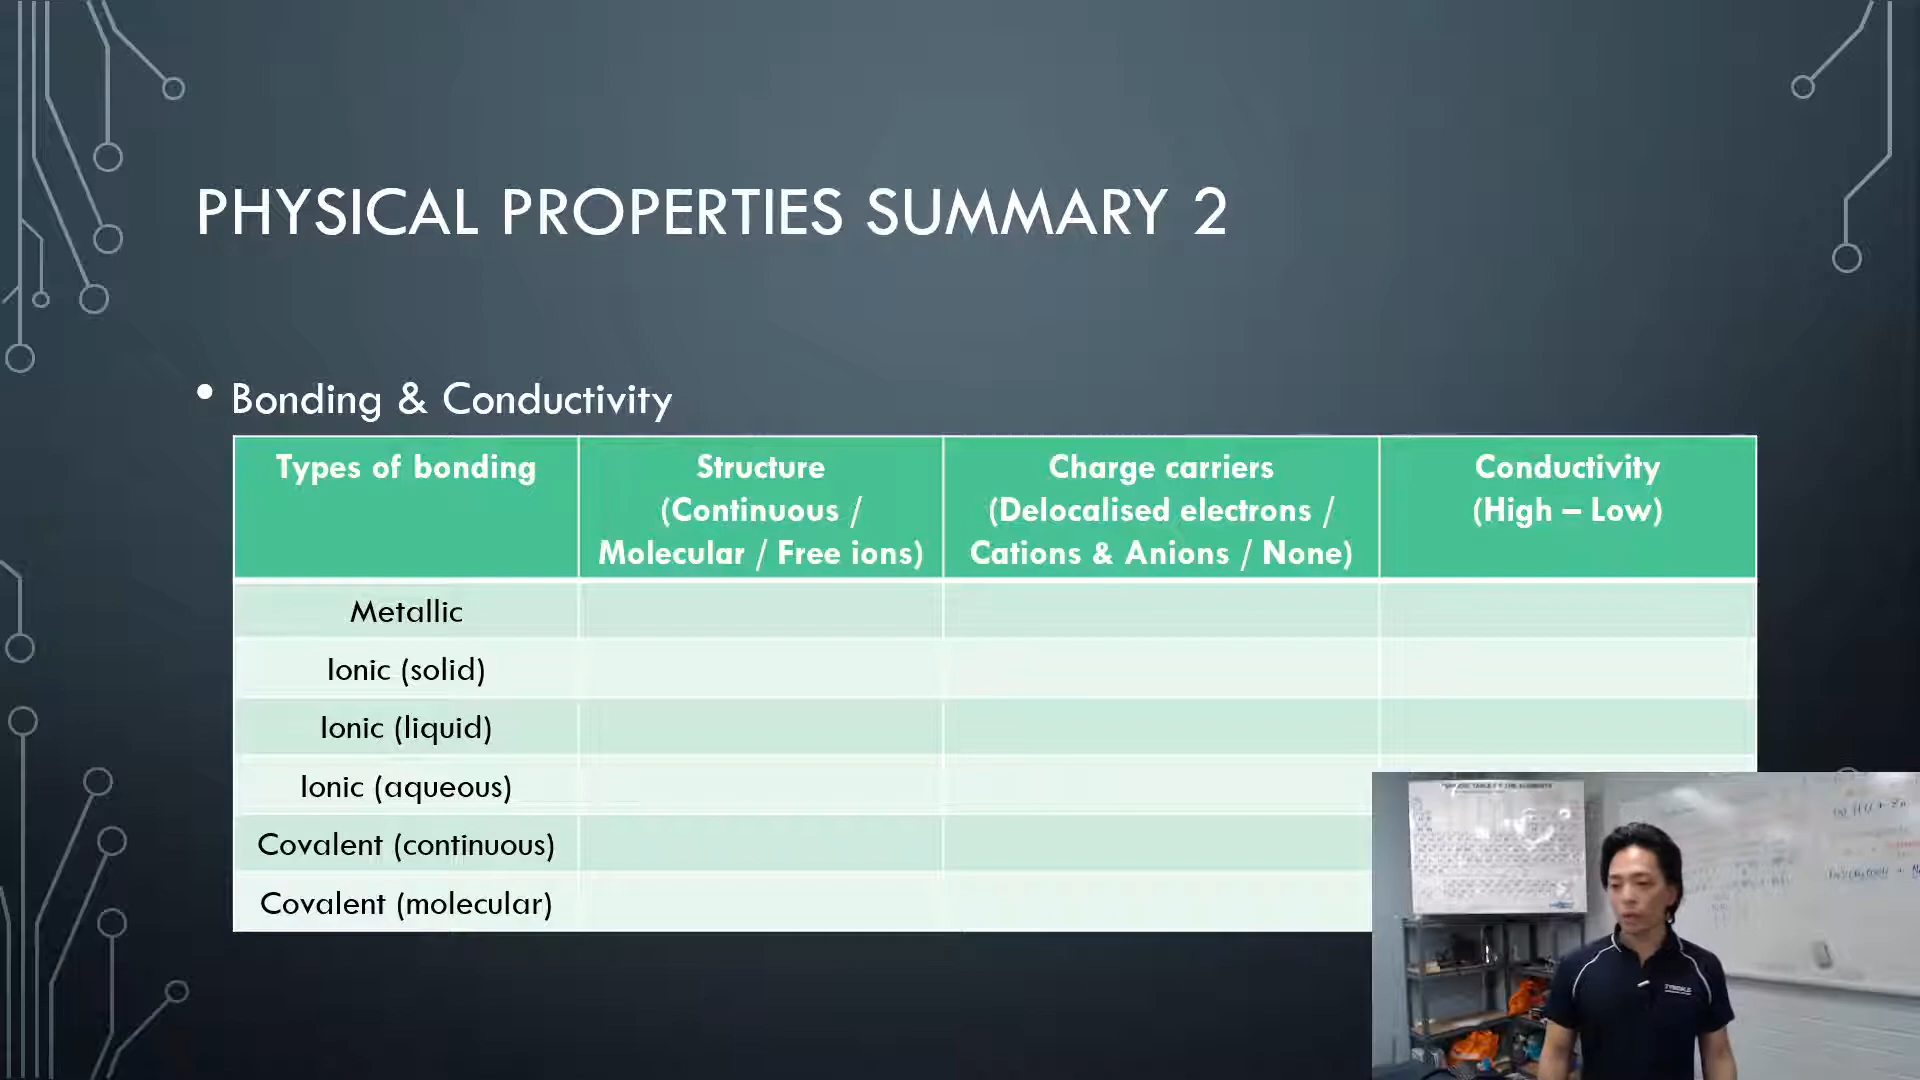 PHYSICAL PROPERTIES SUMMARY 2
• Bonding & Conductivity
Types of bonding
Structure
(Continuous /
Molecular / Free ions)
Charge carriers
(Delocalised electrons /
Cations & Anions / None)
Conductivity
(High – Low)
Metallic
Ionic (solid)
Ionic (liquid)
Ionic (aqueous)
Covalent (continuous)
Covalent (molecular)